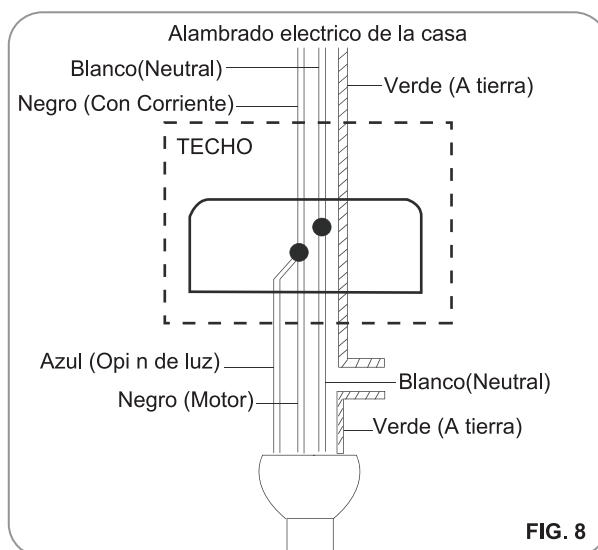 Alambrado electrico de la casa
Blanco(Neutral)
Verde (A tierra)
Negro (Con Corriente)
TECHO
Azul (Opi n de luz)
Blanco(Neutral)
Negro (Motor)
Verde (A tierra)
FIG. 8